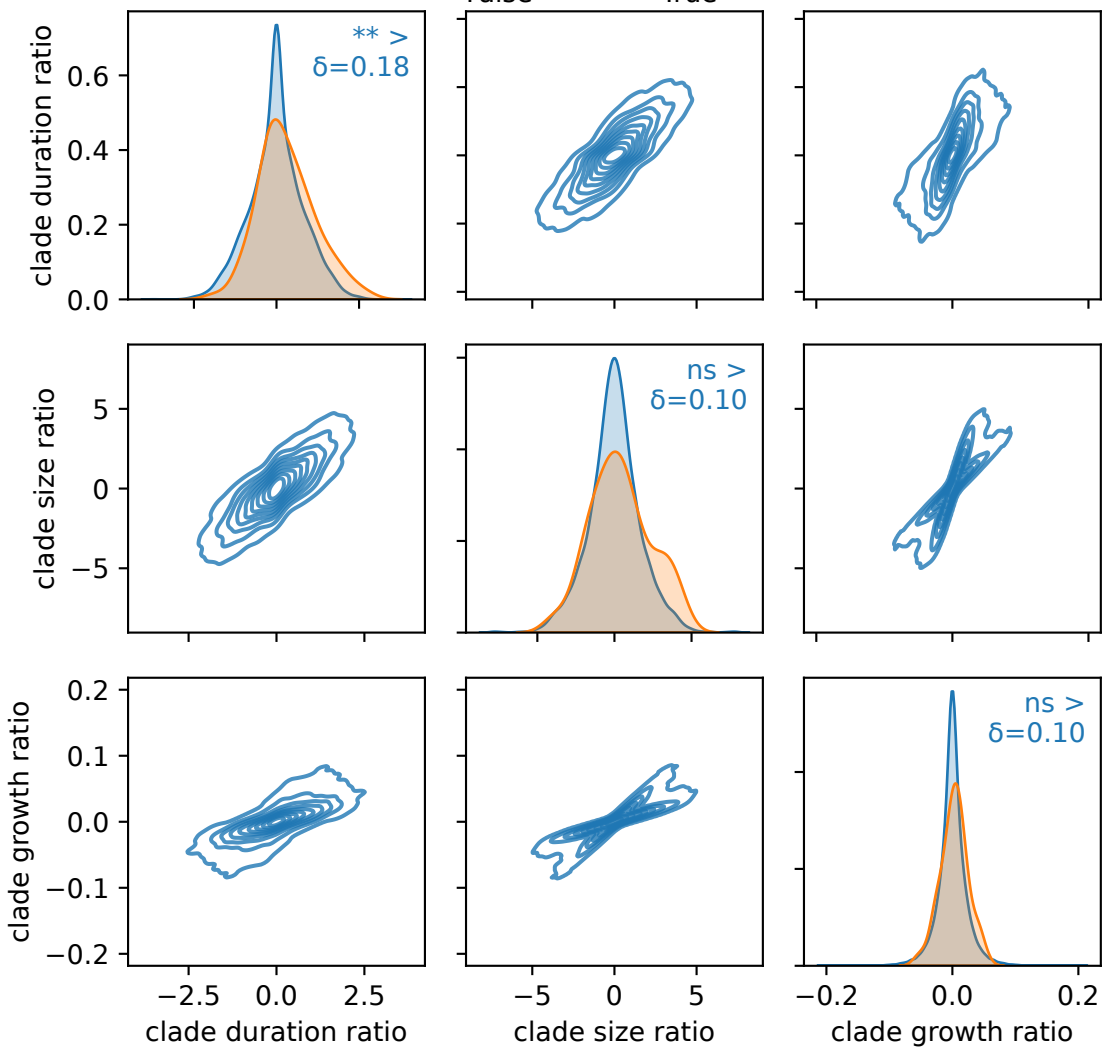 False True
clade duration ratio
0.6
0.4
0.2
0.0
** >
δ=0.18
clade size ratio
5
0
−5
ns >
δ=0.10
clade growth ratio
0.2
0.1
0.0
−0.1
−0.2
ns >
δ=0.10
−2.5 0.0 2.5
−5 0 5
−0.2 0.0 0.2
clade duration ratio
clade size ratio
clade growth ratio